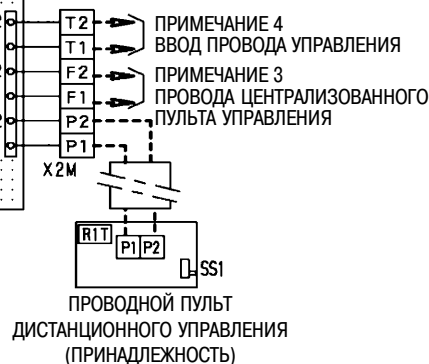 T2
ПРИМЕЧАНИЕ 4
T1
ВВОД ПРОВОДА УПРАВЛЕНИЯ
F2
ПРИМЕЧАНИЕ 3
F1
ПРОВОДА ЦЕНТРАЛИЗОВАННОГО
P2
ПУЛЬТА УПРАВЛЕНИЯ
P1
X2M
R1T
P1 P2
SS1
ПРОВОДНОЙ ПУЛЬТ
ДИСТАНЦИОННОГО УПРАВЛЕНИЯ
(ПРИНАДЛЕЖНОСТЬ)